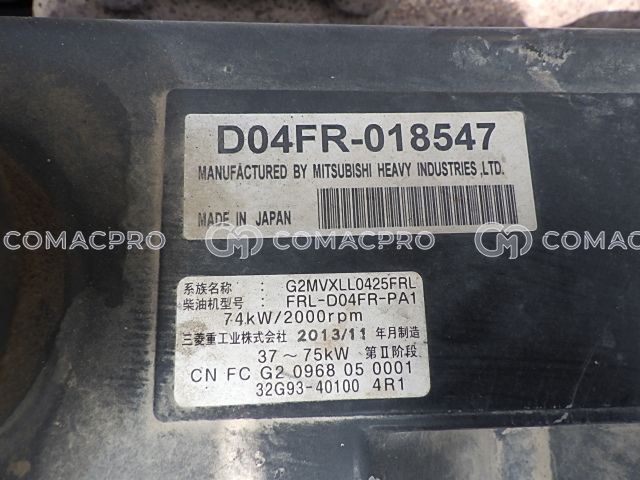 D04FR-018547
MANUFACTURED BY MITSUBISHI HEAVY INDUSTRIES ,LTD.
MADE IN JAPAN
COMACPRO COMACPRO COMACPRO
系族名称: G2MVXLL0425FRL
柴油机型号: FRL-D04FR-PA1
74kW/2000rpm
三菱重工业株式会社 2013/11 年月制造
37～75kW 第Ⅱ阶段
CN FC G2 0968 05 0001
32G93-40100 4R1